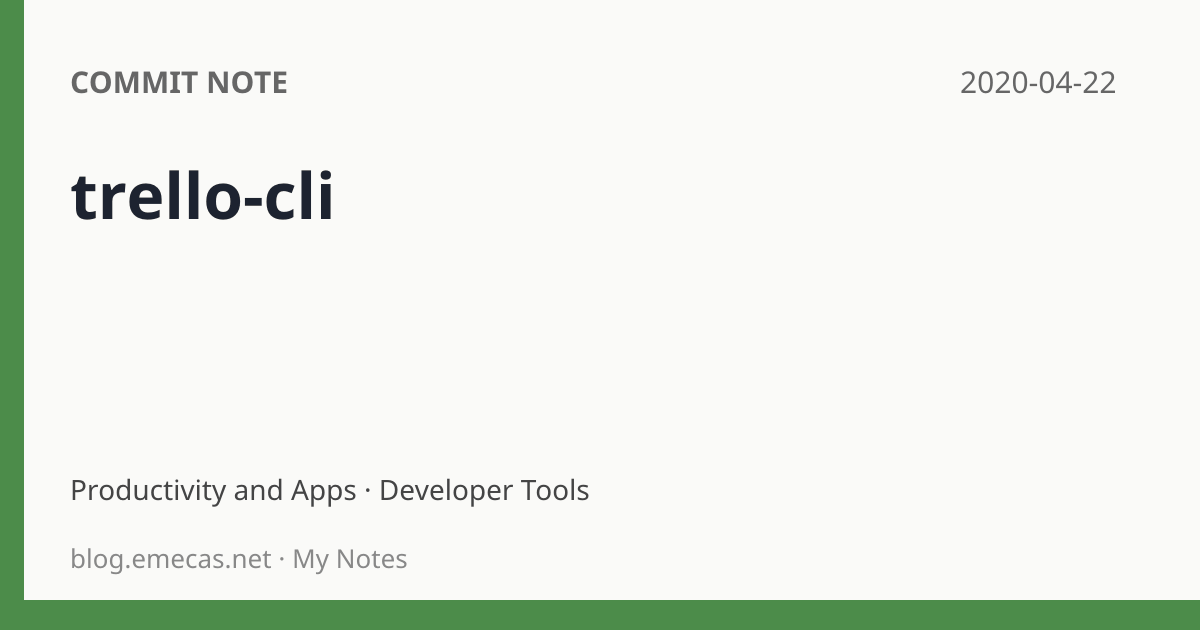 COMMIT NOTE 2020-04-22
trello-cli
Productivity and Apps · Developer Tools
blog.emecas.net · My Notes